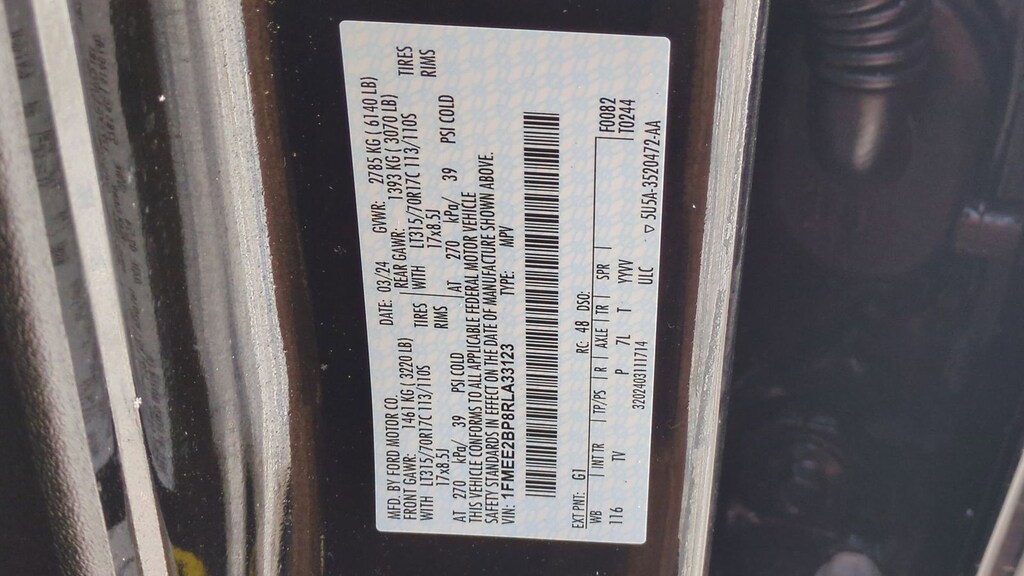 MFD. BY FORD MOTOR CO.
DATE: 03/24
GVWR: 2785 KG ( 6140 LB)
FRONT GAWR: 1461 KG ( 3220 LB)
REAR GAWR: 1393 KG ( 3070 LB)
WITH LT315/70R17C 113/110S TIRES
WITH LT315/70R17C 113/110S TIRES
17x8.5J RIMS
17x8.5J RIMS
AT 270 kPa/ 39 PSI COLD
AT 270 kPa/ 39 PSI COLD
THIS VEHICLE CONFORMS TO ALL APPLICABLE FEDERAL MOTOR VEHICLE
SAFETY STANDARDS IN EFFECT ON THE DATE OF MANUFACTURE SHOWN ABOVE.
VIN: 1FMEE2BP8RLA33123
TYPE: MPV
EXT PNT: G1 RC: 48 DSO: F0082
WB INT TR TP/PS R AXLE TR SPR T0244
116 TV P 7L T YYVV
3202403111714 ULC
▽ 5U5A-3520472-AA